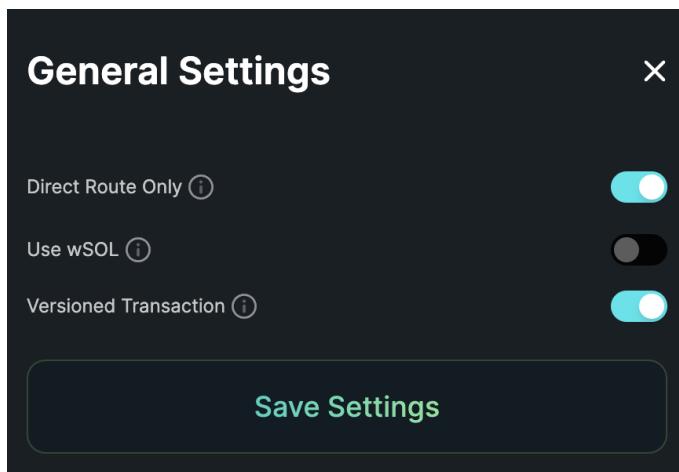 General Settings
Direct Route Only
Use wSOL
Versioned Transaction
Save Settings